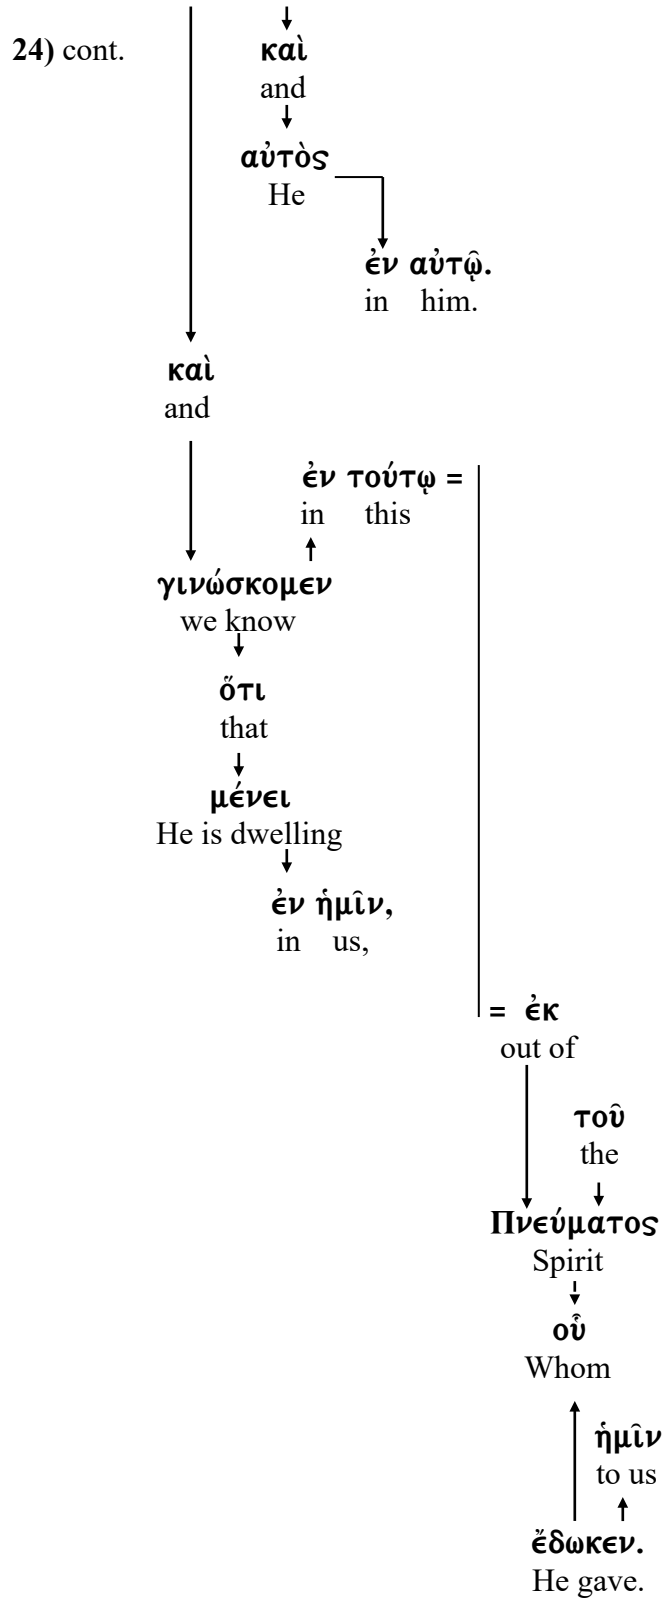 24) cont.
καὶ
and
αὐτὸς
He
ἐν αὐτῷ.
in him.
καὶ
and
ἐν τούτῳ =
in this
γινώσκομεν
we know
ὅτι
that
μένει
He is dwelling
ἐν ἡμῖν,
in us,
= ἐκ
out of
τοῦ
the
Πνεύματος
Spirit
οὗ
Whom
ἡμῖν
to us
ἔδωκεν.
He gave.